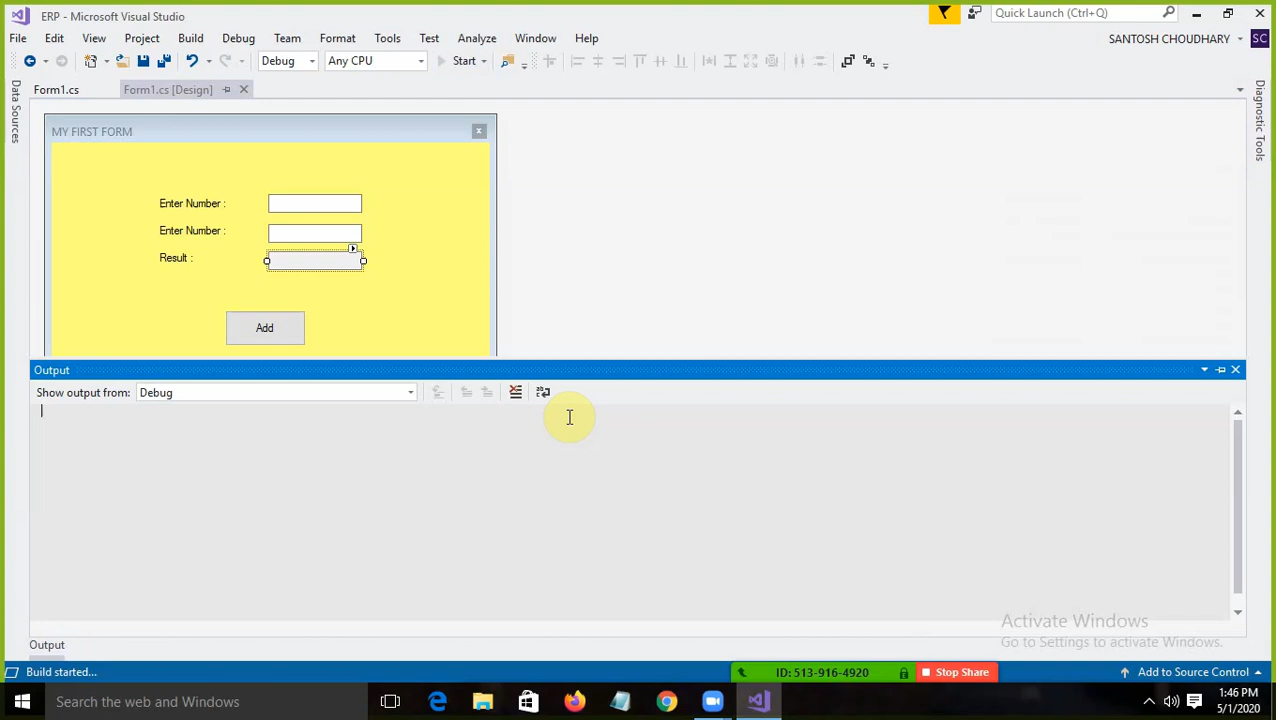 ERP - Microsoft Visual Studio
Quick Launch (Ctrl+Q)
File Edit View Project Build Debug Team Format Tools Test Analyze Window Help
SANTOSH CHOUDHARY SC
Debug Any CPU Start
Form1.cs Form1.cs [Design]
Data Sources
Diagnostic Tools
MY FIRST FORM
Enter Number :
Enter Number :
Result :
Add
Output
Show output from: Debug
Activate Windows
Go to Settings to activate Windows.
Output
Build started...
ID: 513-916-4920 Stop Share
Add to Source Control
Search the web and Windows
1:46 PM
5/1/2020